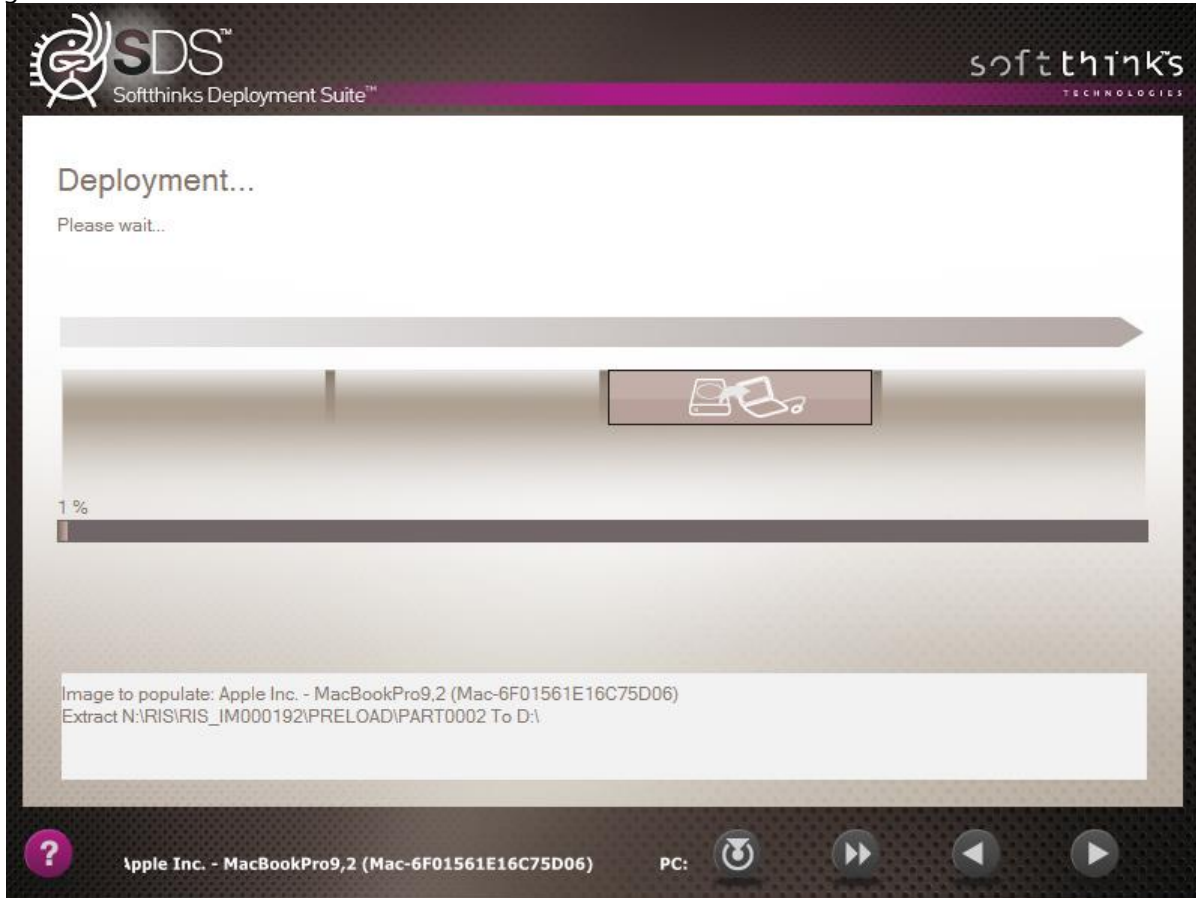 SDS™
Softthinks Deployment Suite™
softthinks™
TECHNOLOGIES
Deployment...
Please wait...
1 %
Image to populate: Apple Inc. - MacBookPro9,2 (Mac-6F01561E16C75D06)
Extract N:\RIS\RIS_IM000192\PRELOAD\PART0002 To D:\
?
Apple Inc. - MacBookPro9,2 (Mac-6F01561E16C75D06) PC: